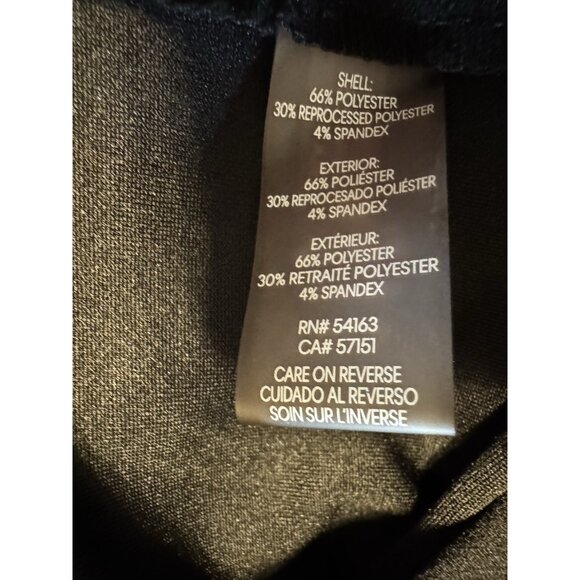 SHELL:
66% POLYESTER
30% REPROCESSED POLYESTER
4% SPANDEX
EXTERIOR:
66% POLIÉSTER
30% REPROCESADO POLIÉSTER
4% SPANDEX
EXTÉRIEUR:
66% POLYESTER
30% RETRAITÉ POLYESTER
4% SPANDEX
RN# 54163
CA# 57151
CARE ON REVERSE
CUIDADO AL REVERSO
SOIN SUR L'INVERSE